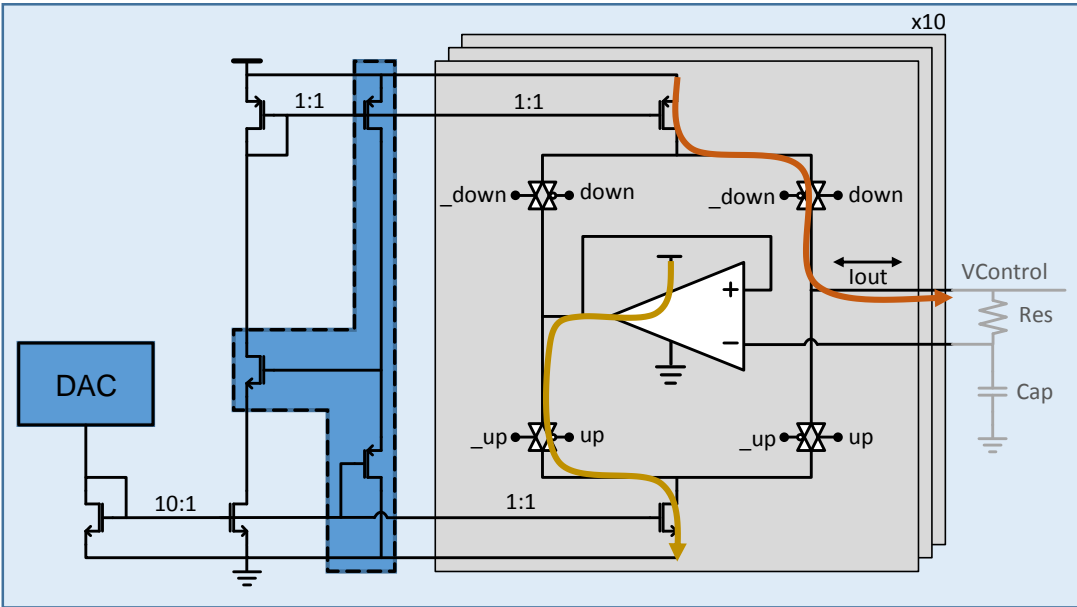 x10
1:1
1:1
_down
down
_down
down
Iout
VControl
+
Res
−
DAC
Cap
_up
up
_up
up
10:1
1:1